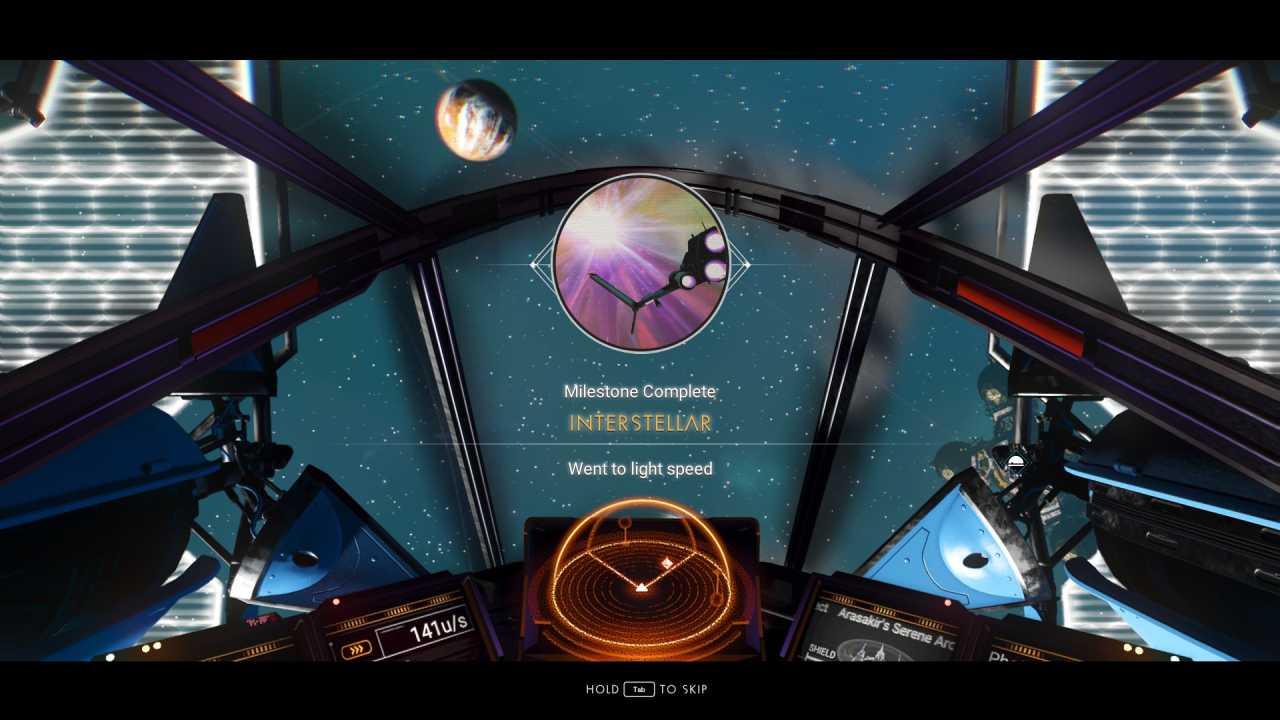 Milestone Complete
INTERSTELLAR
Went to light speed
141u/s
Arasakir's Serene Arc
SHIELD
HOLD Tab TO SKIP